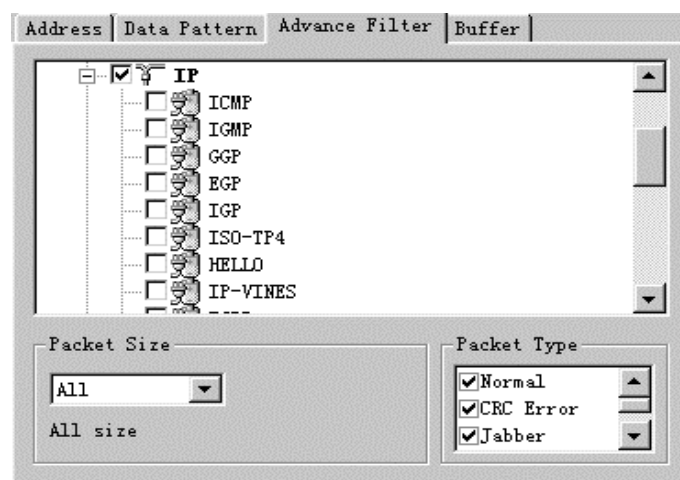 Address Data Pattern Advance Filter Buffer
IP
ICMP
IGMP
GGP
EGP
IGP
ISO-TP4
HELLO
IP-VINES
Packet Size
All
All size
Packet Type
Normal
CRC Error
Jabber